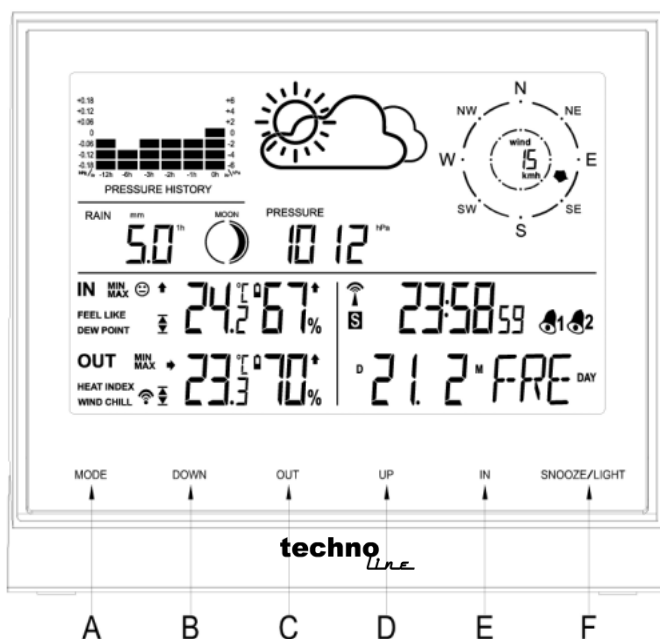 +0.18 +6
+0.12 +4
+0.06 +2
0 0
-0.06 -2
-0.12 -4
-0.18 -6
-12h -6h -3h -2h -1h 0h
PRESSURE HISTORY
N
NW NE
wind
W 15 E
kmh
SW SE
S
RAIN mm MOON PRESSURE
5.0 1h 1012 hPa
IN MIN MAX 24.2 °C 67 %
FEEL LIKE
DEW POINT
S 23:58 59 1 2
OUT MIN MAX 23.3 °C 70 %
HEAT INDEX
WIND CHILL
D 21. 2 M FRE DAY
MODE DOWN OUT UP IN SNOOZE/LIGHT
techno
line
A B C D E F